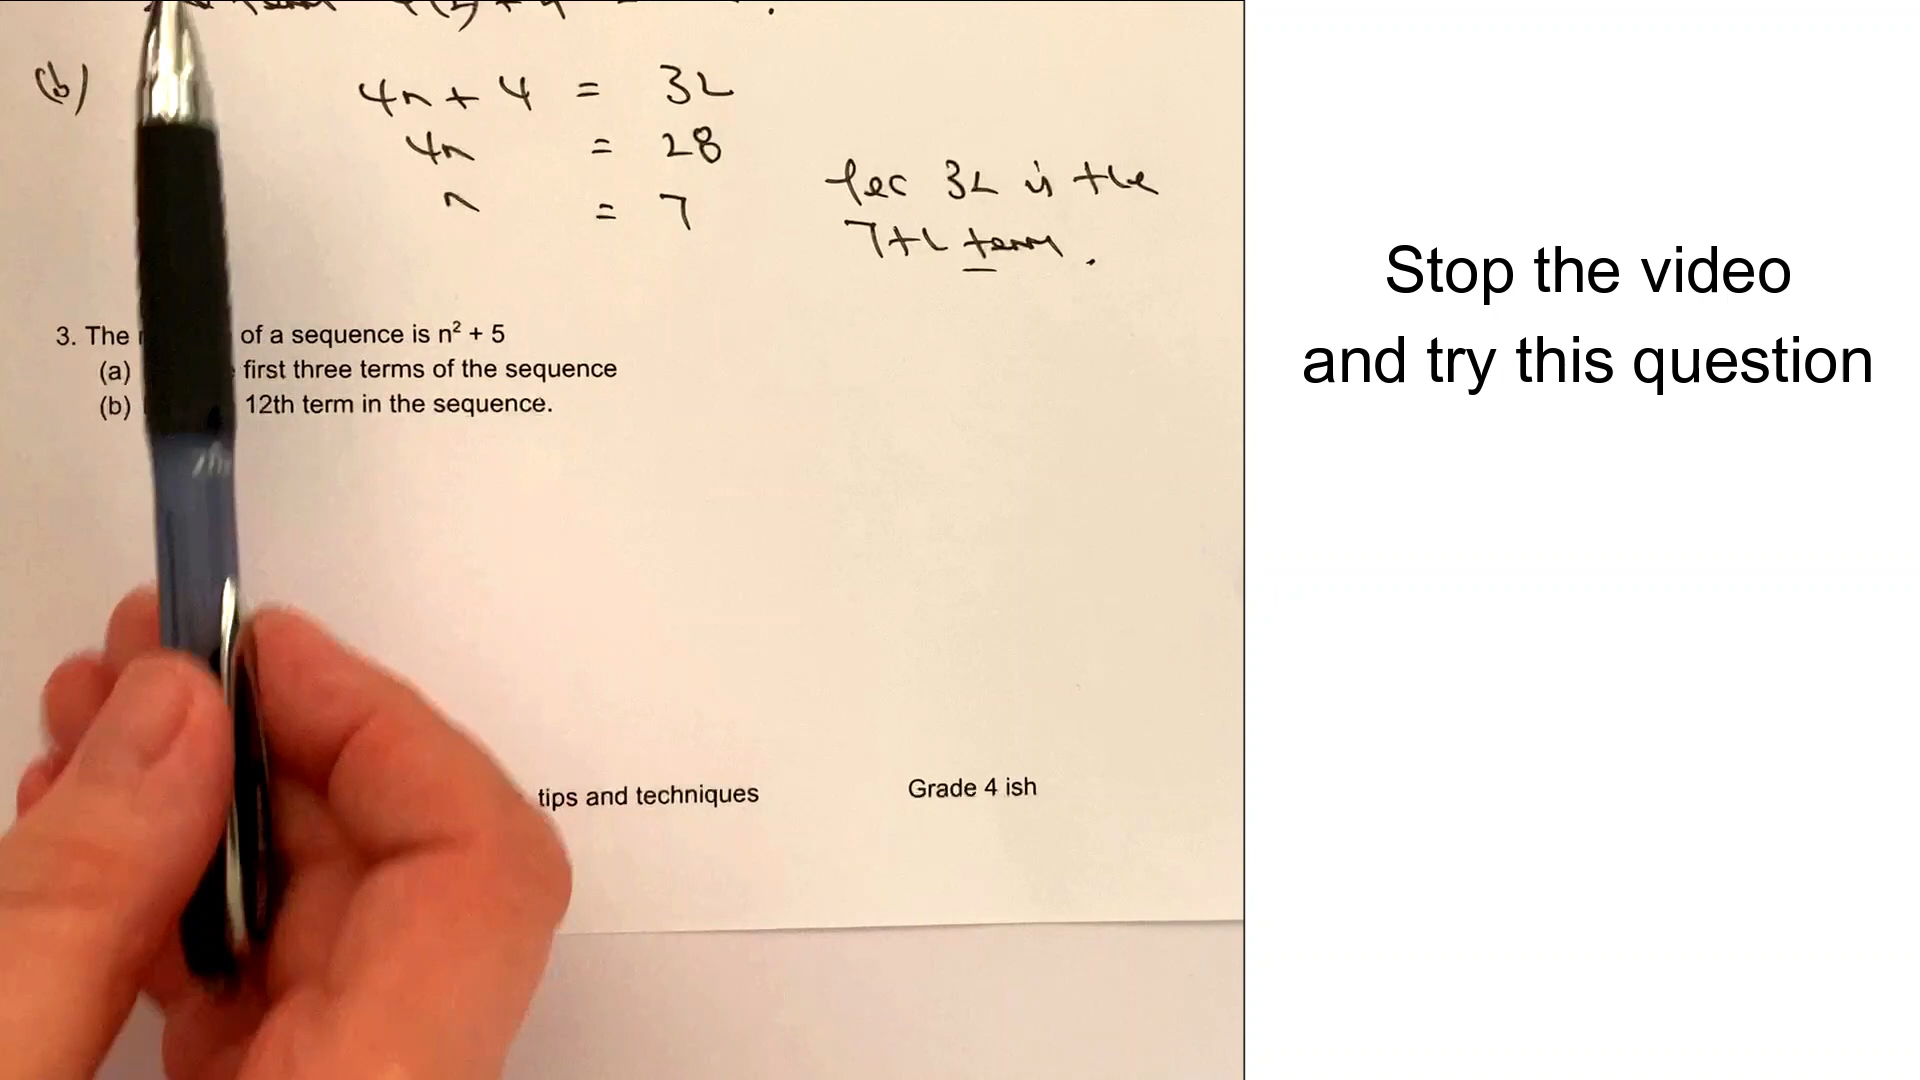 (b) 4n + 4 = 32
4n = 28
n = 7
Yes 32 is the
7th term.
3. The of a sequence is n² + 5
(a) first three terms of the sequence
(b) 12th term in the sequence.
tips and techniques
Grade 4 ish
Stop the video
and try this question